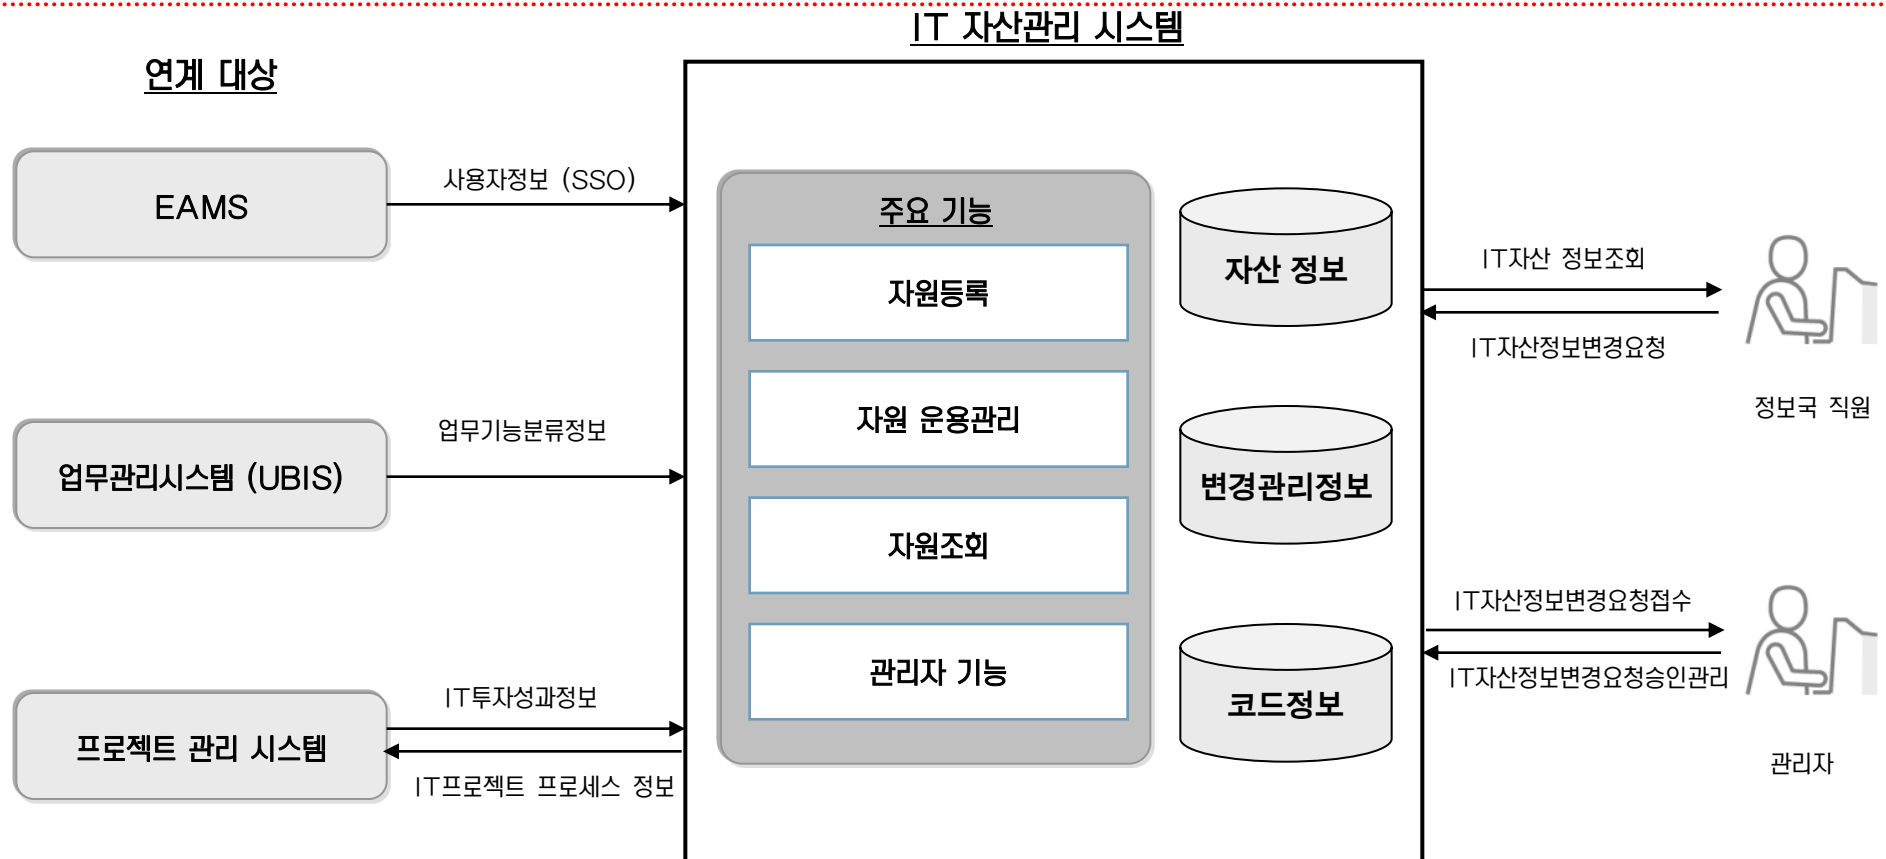 IT 자산관리 시스템
연계 대상
EAMS
사용자정보 (SSO)
업무관리시스템 (UBIS)
업무기능분류정보
프로젝트 관리 시스템
IT투자성과정보
IT프로젝트 프로세스 정보
주요 기능
자원등록
자원 운용관리
자원조회
관리자 기능
자산 정보
변경관리정보
코드정보
IT자산 정보조회
IT자산정보변경요청
정보국 직원
IT자산정보변경요청접수
IT자산정보변경요청승인관리
관리자